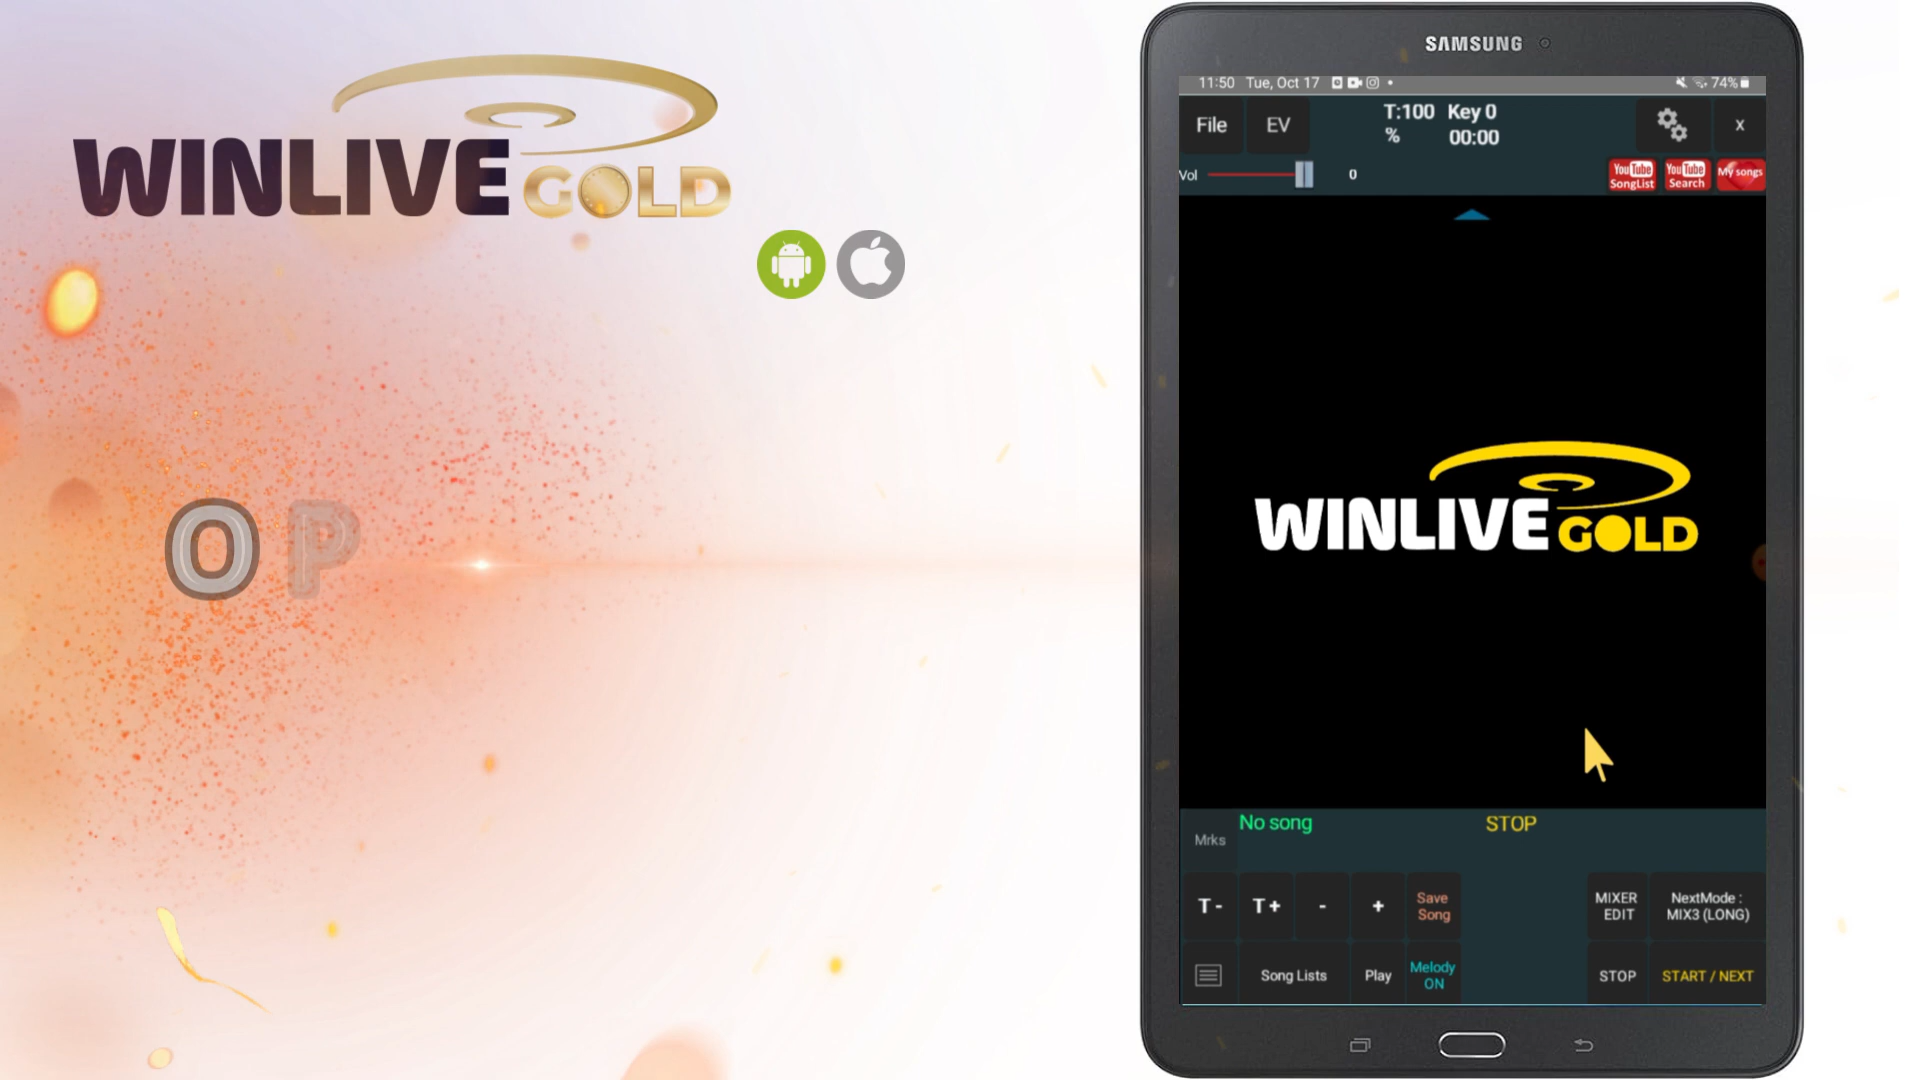 WINLIVE GOLD
O P
SAMSUNG
11:50 Tue, Oct 17 74%
File EV T:100 % Key 0 00:00 x
Vol 0 YouTube SongList YouTube Search My songs
WINLIVE GOLD
Mrks No song STOP
T - T + - + Save Song MIXER EDIT NextMode : MIX3 (LONG)
Song Lists Play Melody ON STOP START / NEXT